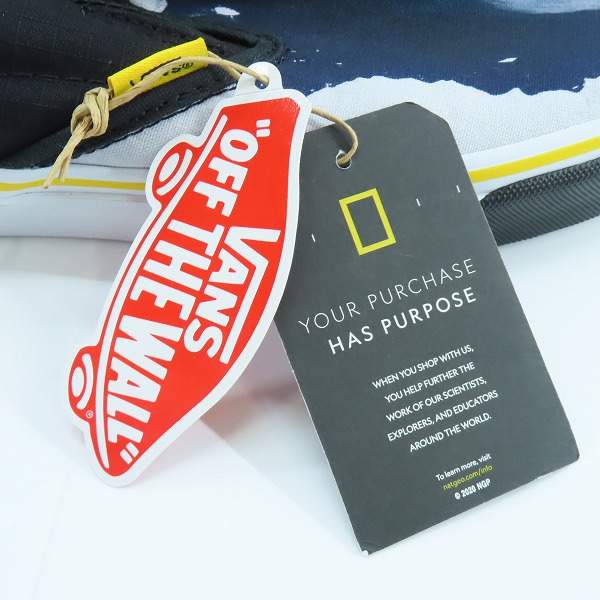 VANS
"OFF THE WALL"
®
YOUR PURCHASE
HAS PURPOSE
WHEN YOU SHOP WITH US,
YOU HELP FURTHER THE
WORK OF OUR SCIENTISTS,
EXPLORERS, AND EDUCATORS
AROUND THE WORLD.
To learn more, visit
natgeo.com/info
© 2020 NGP